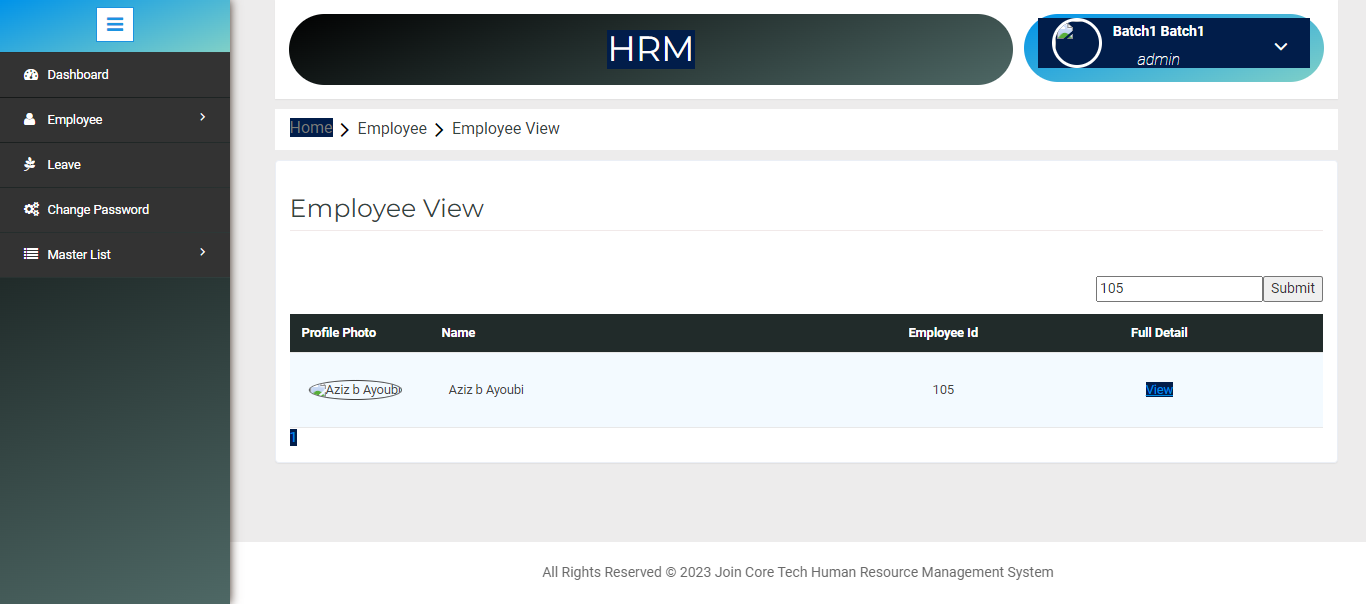 HRM
Batch1 Batch1
admin
Dashboard
Employee
Leave
Change Password
Master List
Home Employee Employee View
Employee View
105 Submit
Profile Photo Name Employee Id Full Detail
Aziz b Ayoubi Aziz b Ayoubi 105 View
1
All Rights Reserved © 2023 Join Core Tech Human Resource Management System